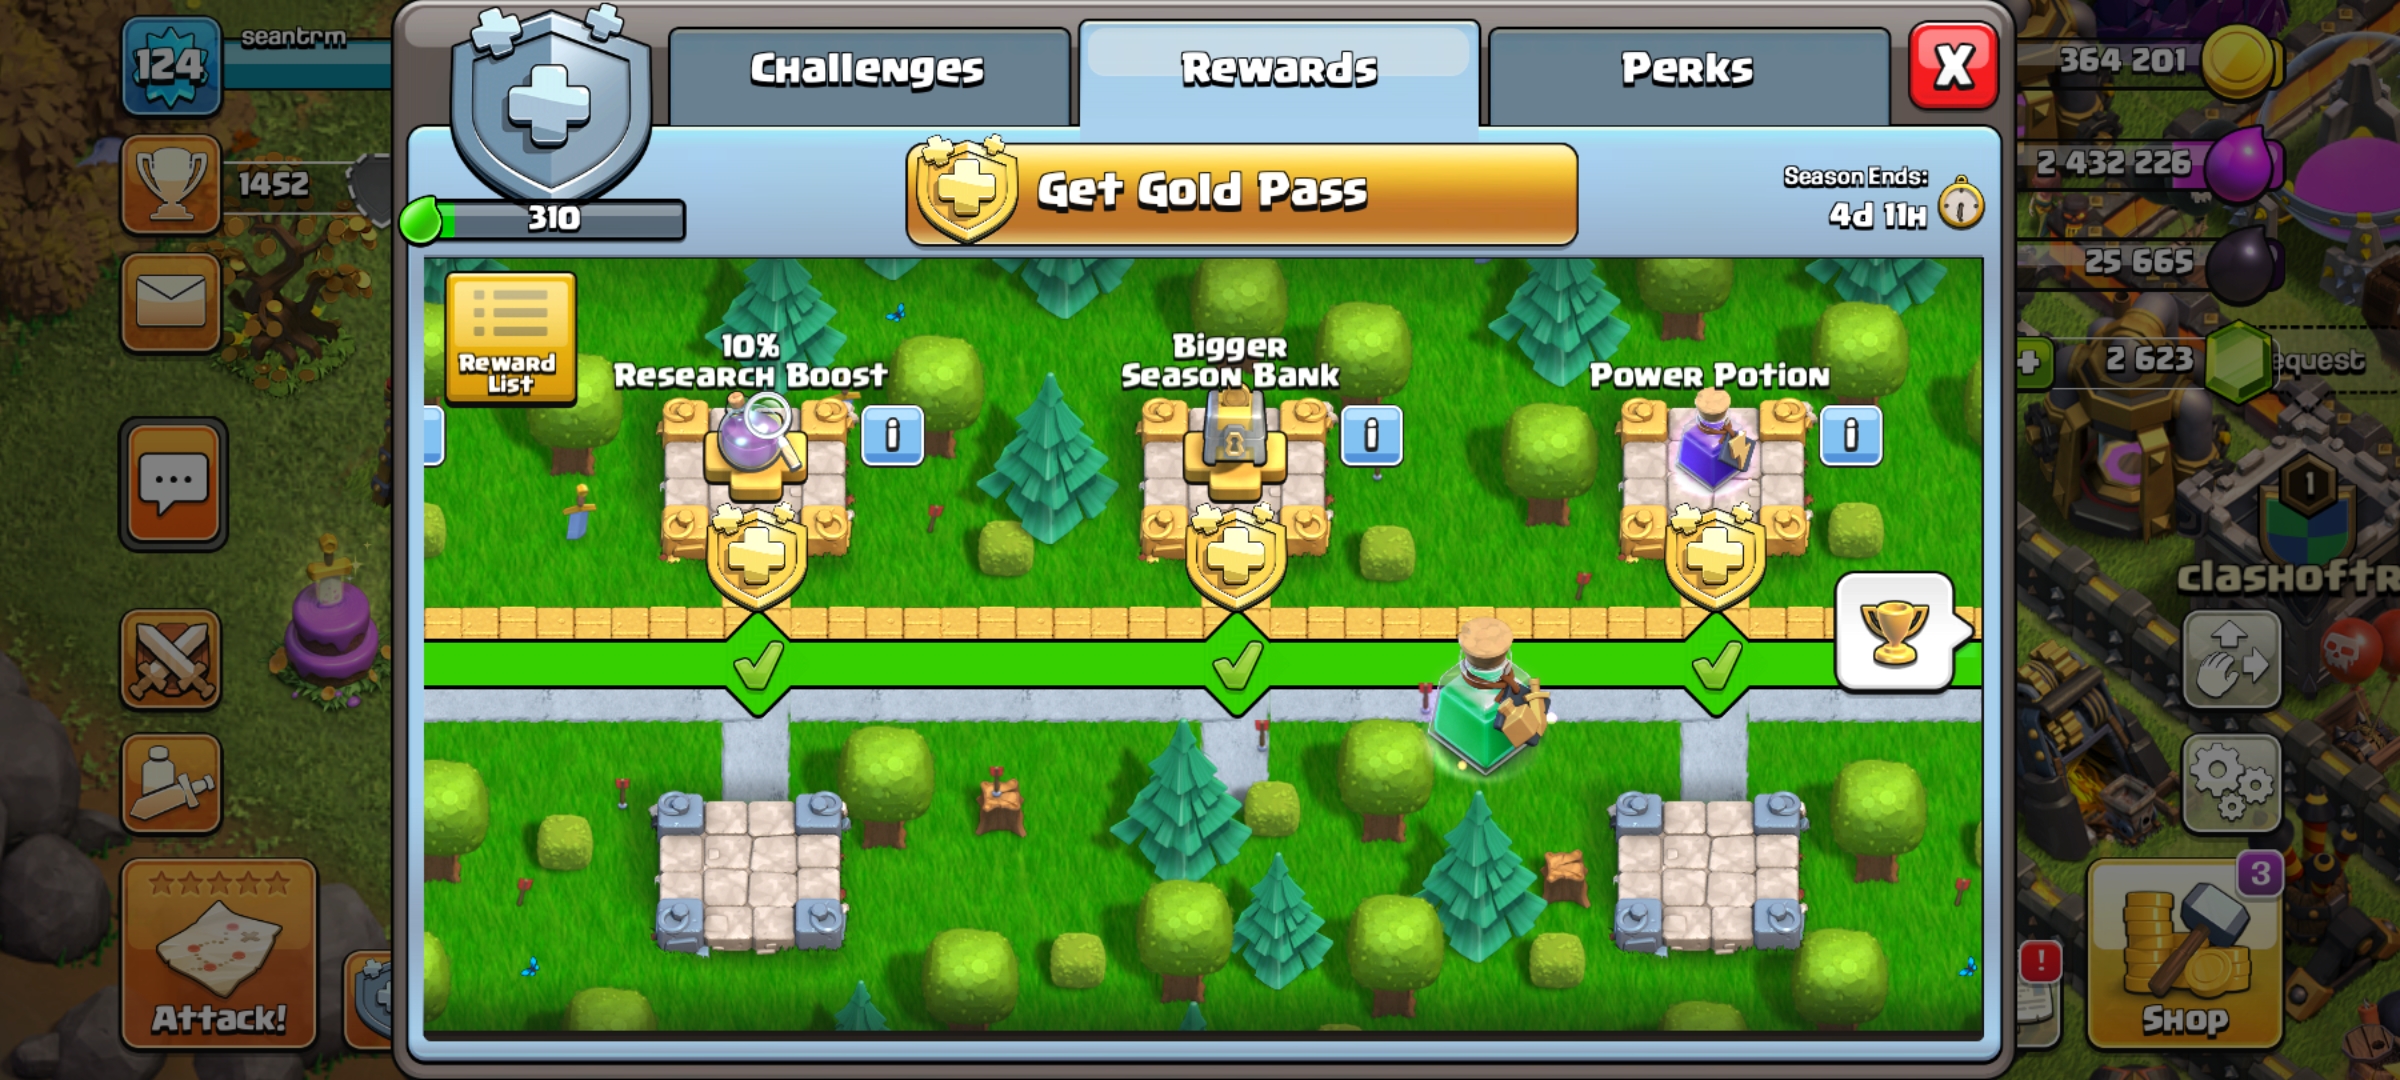 124
seantrm
Challenges
Rewards
Perks
X
364 201
1452
310
Get Gold Pass
Season Ends:
4d 11H
2 432 226
25 665
2 623
Reward
List
10%
Research Boost
Bigger
Season Bank
Power Potion
i
i
i
1
3
!
Attack!
Shop